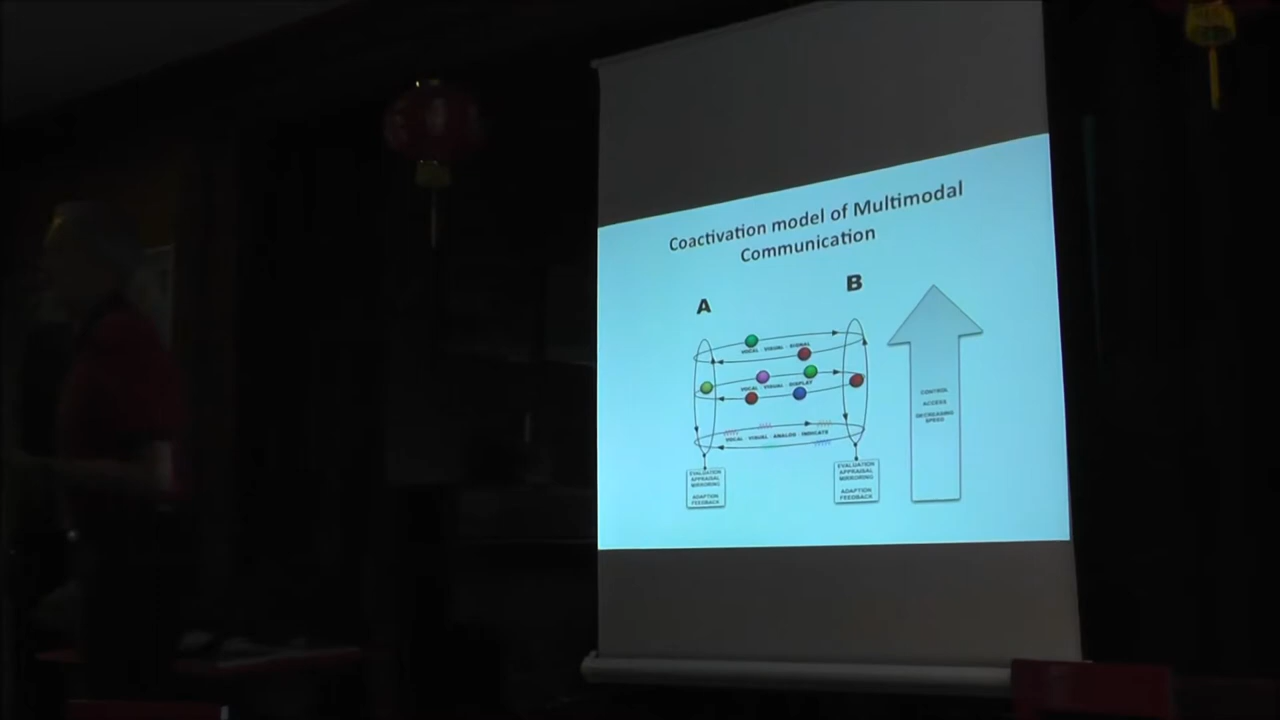 Coactivation model of Multimodal
Communication
A
B
VOCAL - VISUAL - SIGNAL
VOCAL - VISUAL - DISPLAY
VOCAL - VISUAL - ANALOG - INDICATE
EVALUATION
APPRAISAL
MIRRORING
ADAPTION
FEEDBACK
EVALUATION
APPRAISAL
MIRRORING
ADAPTION
FEEDBACK
CONTROL
ACCESS
DECREASING
SPEED